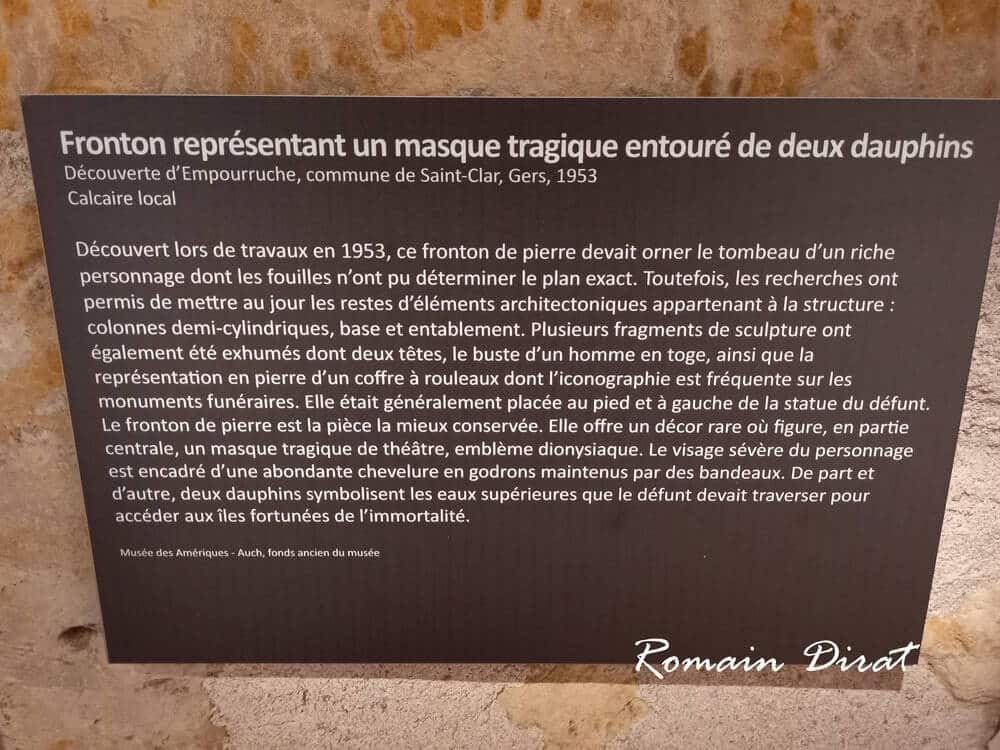 Fronton représentant un masque tragique entouré de deux dauphins
Découverte d'Empourruche, commune de Saint-Clar, Gers, 1953
Calcaire local
Découvert lors de travaux en 1953, ce fronton de pierre devait orner le tombeau d'un riche
personnage dont les fouilles n'ont pu déterminer le plan exact. Toutefois, les recherches ont
permis de mettre au jour les restes d'éléments architectoniques appartenant à la structure :
colonnes demi-cylindriques, base et entablement. Plusieurs fragments de sculpture ont
également été exhumés dont deux têtes, le buste d'un homme en toge, ainsi que la
représentation en pierre d'un coffre à rouleaux dont l'iconographie est fréquente sur les
monuments funéraires. Elle était généralement placée au pied et à gauche de la statue du défunt.
Le fronton de pierre est la pièce la mieux conservée. Elle offre un décor rare où figure, en partie
centrale, un masque tragique de théâtre, emblème dionysiaque. Le visage sévère du personnage
est encadré d'une abondante chevelure en godrons maintenus par des bandeaux. De part et
d'autre, deux dauphins symbolisent les eaux supérieures que le défunt devait traverser pour
accéder aux îles fortunées de l'immortalité.
Musée des Amériques - Auch, fonds ancien du musée
Romain Dirat